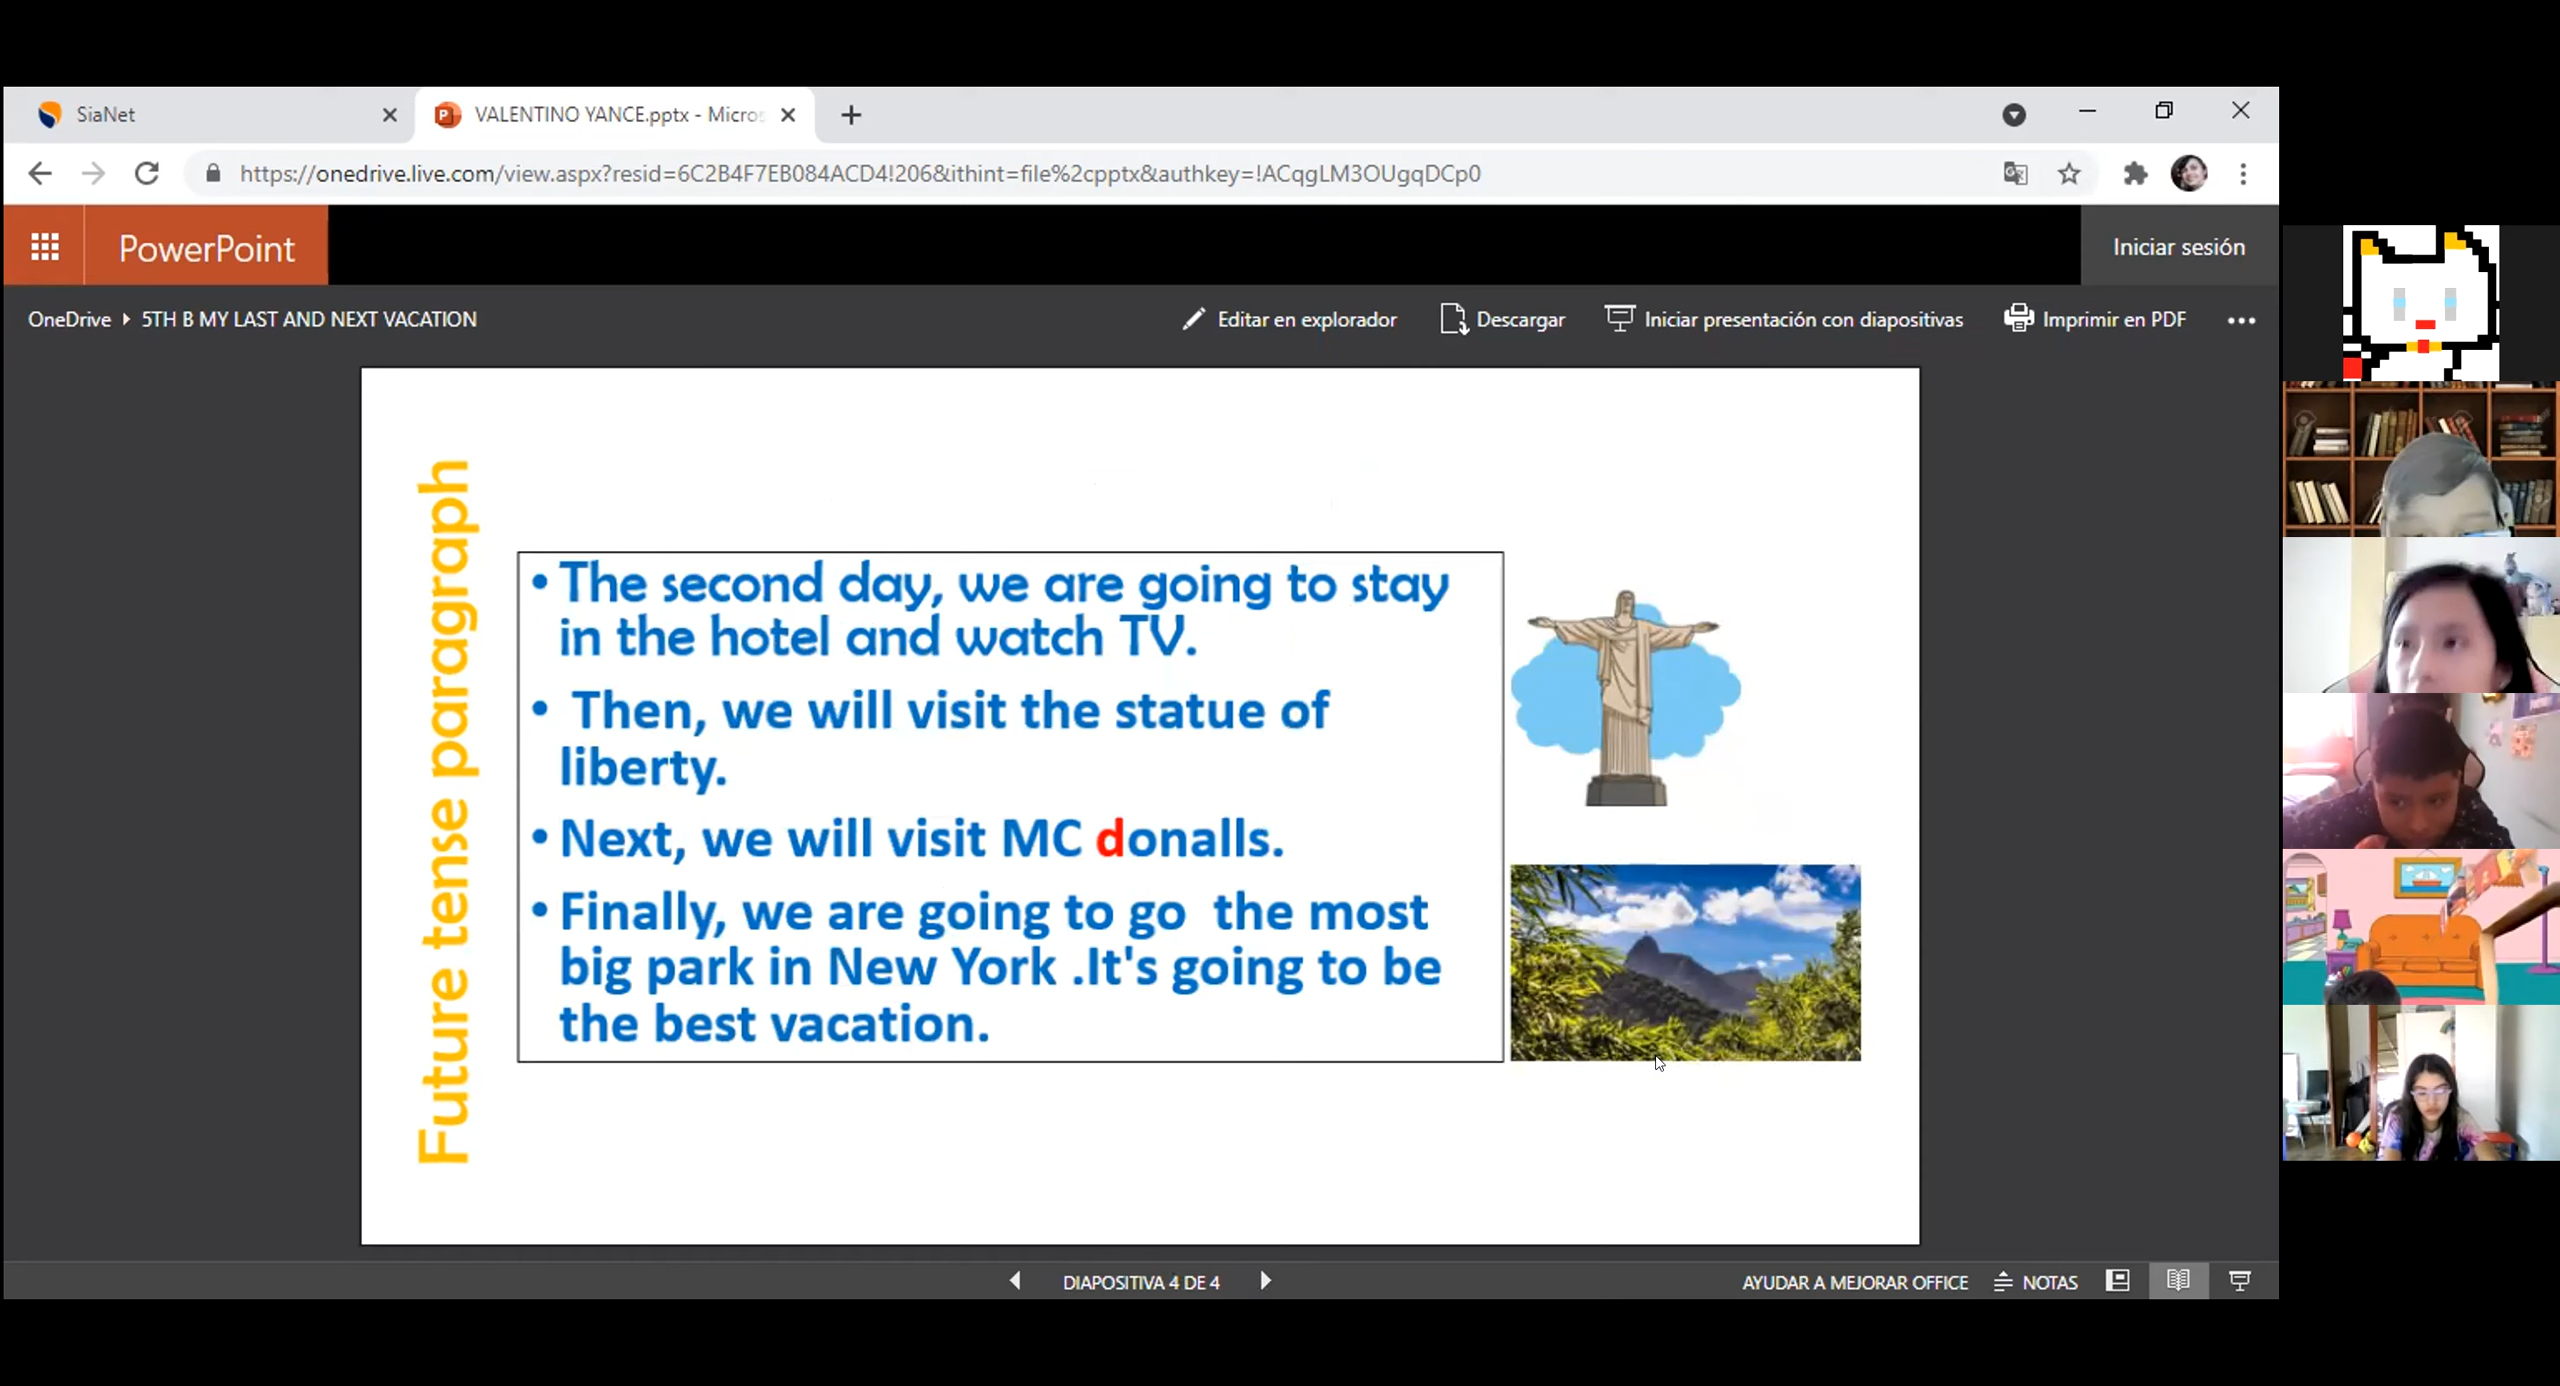 SiaNet
VALENTINO YANCE.pptx - Micros
https://onedrive.live.com/view.aspx?resid=6C2B4F7EB084ACD4!206&ithint=file%2cpptx&authkey=!ACqgLM3OUgqDCp0
PowerPoint
Iniciar sesión
OneDrive ▸ 5TH B MY LAST AND NEXT VACATION
Editar en explorador
Descargar
Iniciar presentación con diapositivas
Imprimir en PDF
Future tense paragraph
• The second day, we are going to stay
in the hotel and watch TV.
• Then, we will visit the statue of
liberty.
• Next, we will visit MC donalls.
• Finally, we are going to go  the most
big park in New York .It's going to be
the best vacation.
DIAPOSITIVA 4 DE 4
AYUDAR A MEJORAR OFFICE
NOTAS